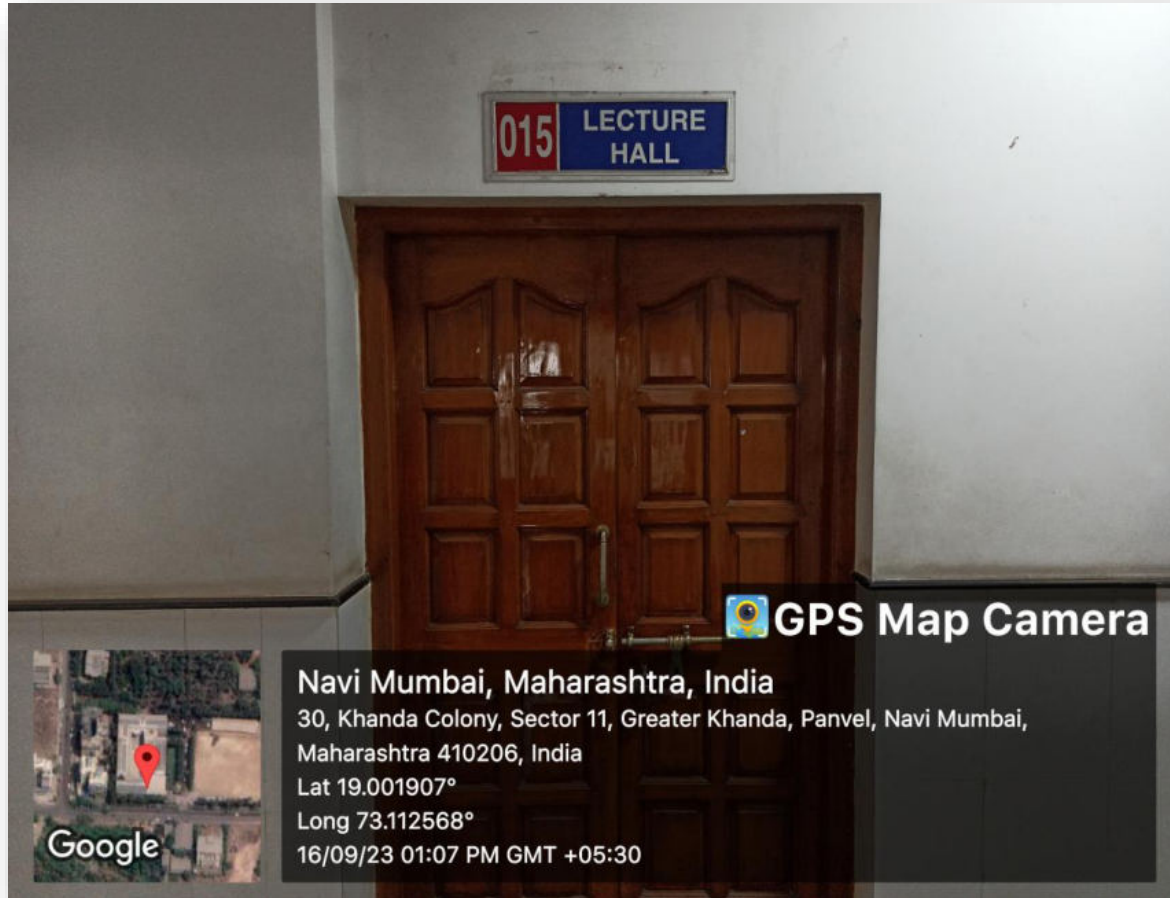 015 LECTURE
HALL
GPS Map Camera
Navi Mumbai, Maharashtra, India
30, Khanda Colony, Sector 11, Greater Khanda, Panvel, Navi Mumbai,
Maharashtra 410206, India
Lat 19.001907°
Long 73.112568°
16/09/23 01:07 PM GMT +05:30
Google